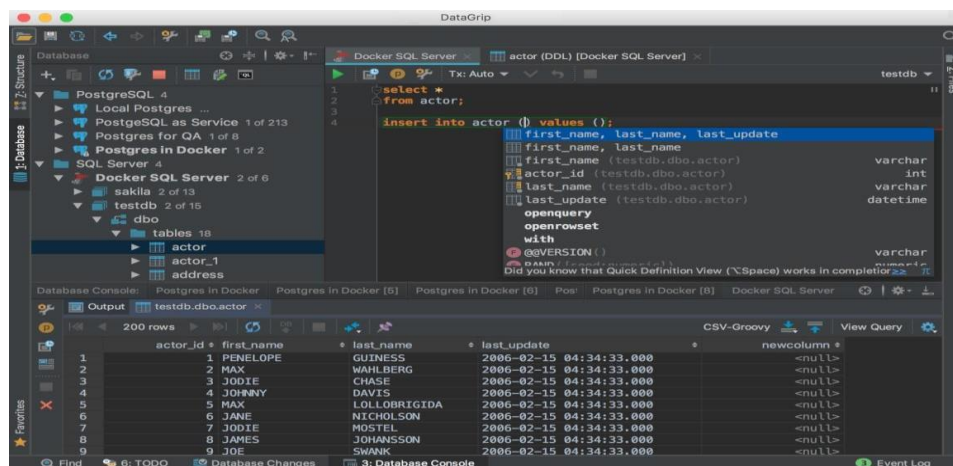 DataGrip
Database
Docker SQL Server
actor (DDL) [Docker SQL Server]
Tx: Auto
testdb
1: Database
Z: Structure
Favorites
PostgreSQL 4
Local Postgres ...
PostgeSQL as Service 1 of 213
Postgres for QA 1 of 8
Postgres in Docker 1 of 2
SQL Server 4
Docker SQL Server 2 of 6
sakila 2 of 13
testdb 2 of 15
dbo
tables 18
actor
actor_1
address
1 select *
2 from actor;
3
4 insert into actor () values ();
first_name, last_name, last_update
first_name, last_name
first_name (testdb.dbo.actor) varchar
actor_id (testdb.dbo.actor) int
last_name (testdb.dbo.actor) varchar
last_update (testdb.dbo.actor) datetime
openquery
openrowset
with
@@VERSION() varchar
RAND([seed:numeric]) numeric
Did you know that Quick Definition View (⌥Space) works in completion >> π
Database Console: Postgres in Docker Postgres in Docker [5] Postgres in Docker [6] Pos Postgres in Docker [8] Docker SQL Server
Output testdb.dbo.actor
200 rows CSV-Groovy View Query
actor_id first_name last_name last_update newcolumn
1 1 PENELOPE GUINESS 2006-02-15 04:34:33.000 <null>
2 2 MAX WAHLBERG 2006-02-15 04:34:33.000 <null>
3 3 JODIE CHASE 2006-02-15 04:34:33.000 <null>
4 4 JOHNNY DAVIS 2006-02-15 04:34:33.000 <null>
5 5 MAX LOLLOBRIGIDA 2006-02-15 04:34:33.000 <null>
6 6 JANE NICHOLSON 2006-02-15 04:34:33.000 <null>
7 7 JODIE MOSTEL 2006-02-15 04:34:33.000 <null>
8 8 JAMES JOHANSSON 2006-02-15 04:34:33.000 <null>
9 9 JOE SWANK 2006-02-15 04:34:33.000 <null>
Find 6: TODO Database Changes 3: Database Console Event Log